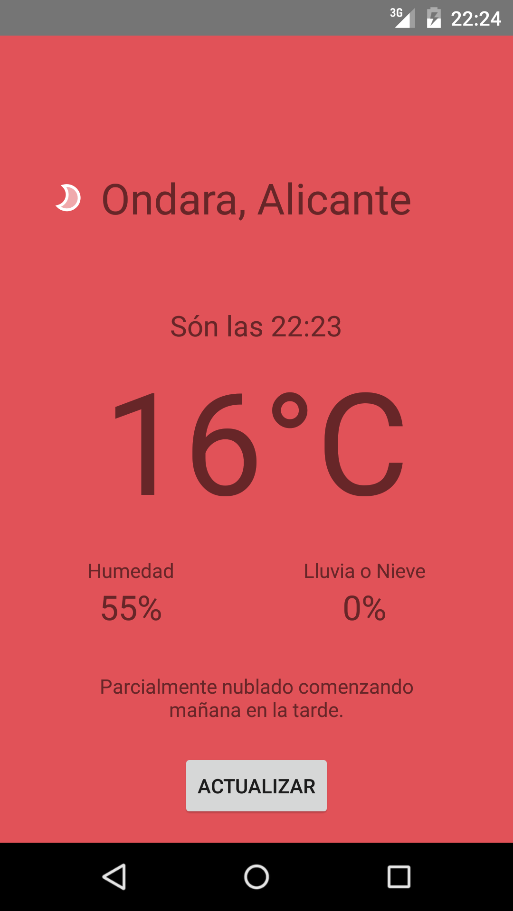 3G 22:24
Ondara, Alicante
Són las 22:23
16°C
Humedad Lluvia o Nieve
55% 0%
Parcialmente nublado comenzando
mañana en la tarde.
ACTUALIZAR